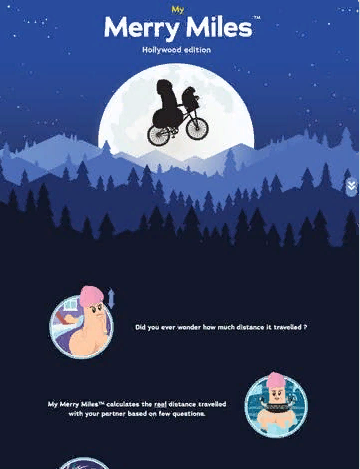 My
Merry Miles™
Hollywood edition
Did you ever wonder how much distance it travelled ?
My Merry Miles™ calculates the reel distance travelled
with your partner based on few questions.